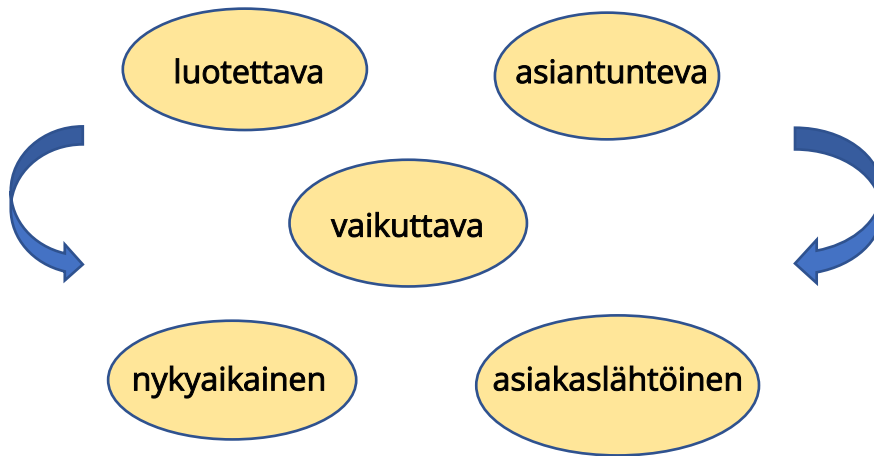 luotettava
asiantunteva
vaikuttava
nykyaikainen
asiakaslähtöinen